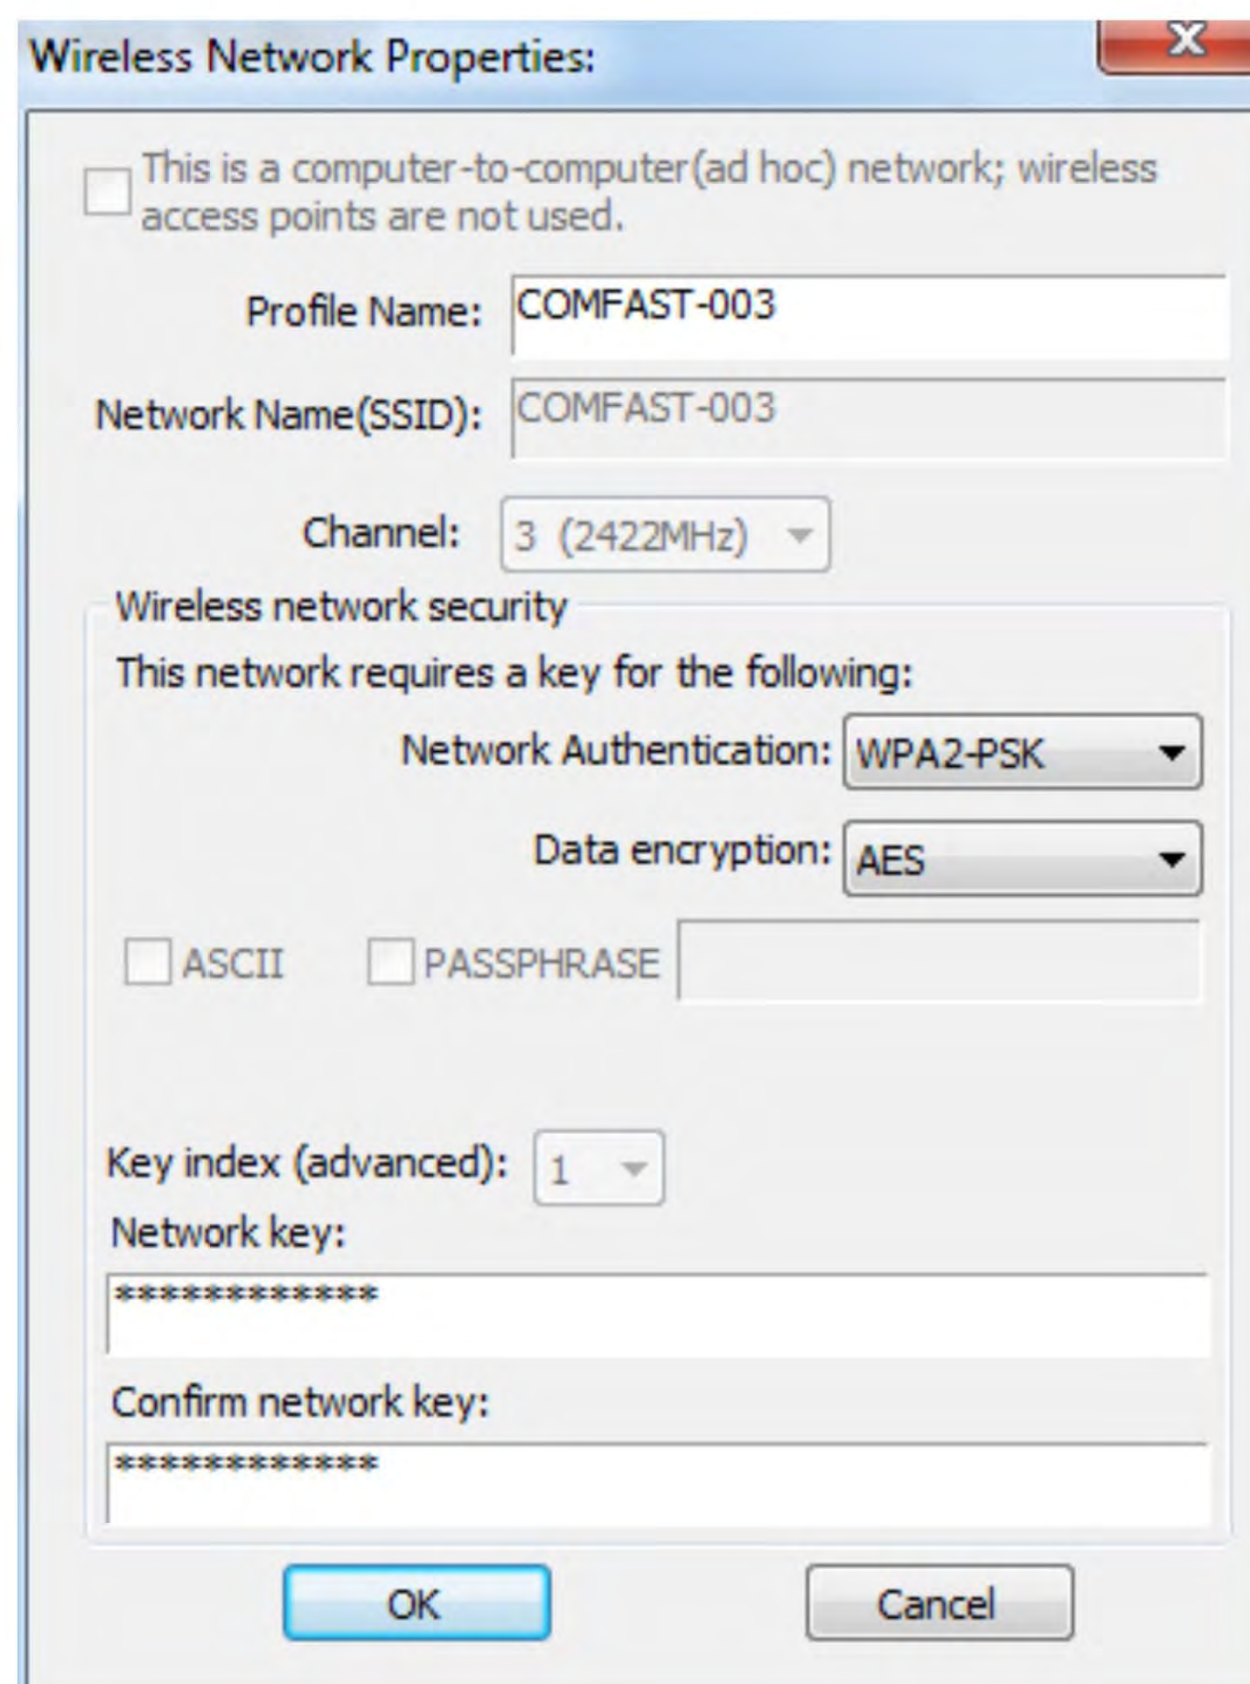 Wireless Network Properties:
This is a computer-to-computer(ad hoc) network; wireless
access points are not used.
Profile Name: COMFAST-003
Network Name(SSID): COMFAST-003
Channel: 3 (2422MHz)
Wireless network security
This network requires a key for the following:
Network Authentication: WPA2-PSK
Data encryption: AES
ASCII PASSPHRASE
Key index (advanced): 1
Network key:
************
Confirm network key:
************
OK Cancel